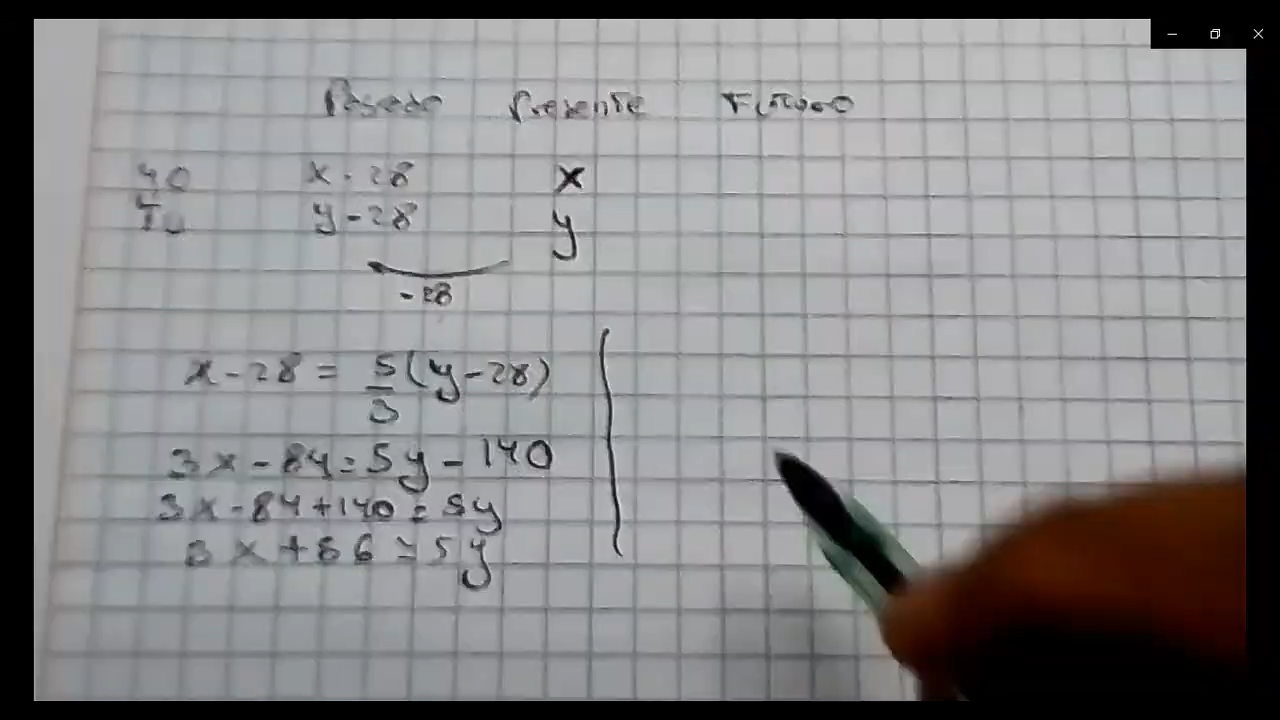 Pasado Presente Futuro
yo x - 28 x
Tu y - 28 y
- 28
x - 28 = 5/3 (y - 28)
3x - 84 = 5y - 140
3x - 84 + 140 = 5y
3x + 56 = 5y